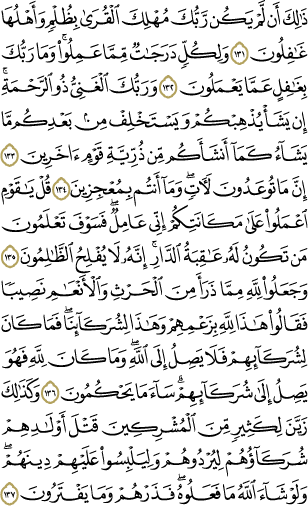 ذَٰلِكَ أَن لَّمْ يَكُن رَّبُّكَ مُهْلِكَ ٱلْقُرَىٰ بِظُلْمٍ وَأَهْلُهَا
غَٰفِلُونَ ١٣١ وَلِكُلٍّ دَرَجَٰتٌ مِّمَّا عَمِلُوا۟ ۚ وَمَا رَبُّكَ
بِغَٰفِلٍ عَمَّا يَعْمَلُونَ ١٣٢ وَرَبُّكَ ٱلْغَنِىُّ ذُو ٱلرَّحْمَةِ ۚ
إِن يَشَأْ يُذْهِبْكُمْ وَيَسْتَخْلِفْ مِنۢ بَعْدِكُم مَّا
يَشَآءُ كَمَآ أَنشَأَكُم مِّن ذُرِّيَّةِ قَوْمٍ ءَاخَرِينَ ١٣٣
إِنَّ مَا تُوعَدُونَ لَءَاتٍ ۖ وَمَآ أَنتُم بِمُعْجِزِينَ ١٣٤ قُلْ يَٰقَوْمِ
ٱعْمَلُوا۟ عَلَىٰ مَكَانَتِكُمْ إِنِّى عَامِلٌ ۖ فَسَوْفَ تَعْلَمُونَ
مَن تَكُونُ لَهُۥ عَٰقِبَةُ ٱلدَّارِ ۗ إِنَّهُۥ لَا يُفْلِحُ ٱلظَّٰلِمُونَ ١٣٥
وَجَعَلُوا۟ لِلَّهِ مِمَّا ذَرَأَ مِنَ ٱلْحَرْثِ وَٱلْأَنْعَٰمِ نَصِيبًا
فَقَالُوا۟ هَٰذَا لِلَّهِ بِزَعْمِهِمْ وَهَٰذَا لِشُرَكَآئِنَا ۖ فَمَا كَانَ
لِشُرَكَآئِهِمْ فَلَا يَصِلُ إِلَى ٱللَّهِ ۖ وَمَا كَانَ لِلَّهِ فَهُوَ
يَصِلُ إِلَىٰ شُرَكَآئِهِمْ ۗ سَآءَ مَا يَحْكُمُونَ ١٣٦ وَكَذَٰلِكَ
زَيَّنَ لِكَثِيرٍ مِّنَ ٱلْمُشْرِكِينَ قَتْلَ أَوْلَٰدِهِمْ
شُرَكَآؤُهُمْ لِيُرْدُوهُمْ وَلِيَلْبِسُوا۟ عَلَيْهِمْ دِينَهُمْ ۖ
وَلَوْ شَآءَ ٱللَّهُ مَا فَعَلُوهُ ۖ فَذَرْهُمْ وَمَا يَفْتَرُونَ ١٣٧